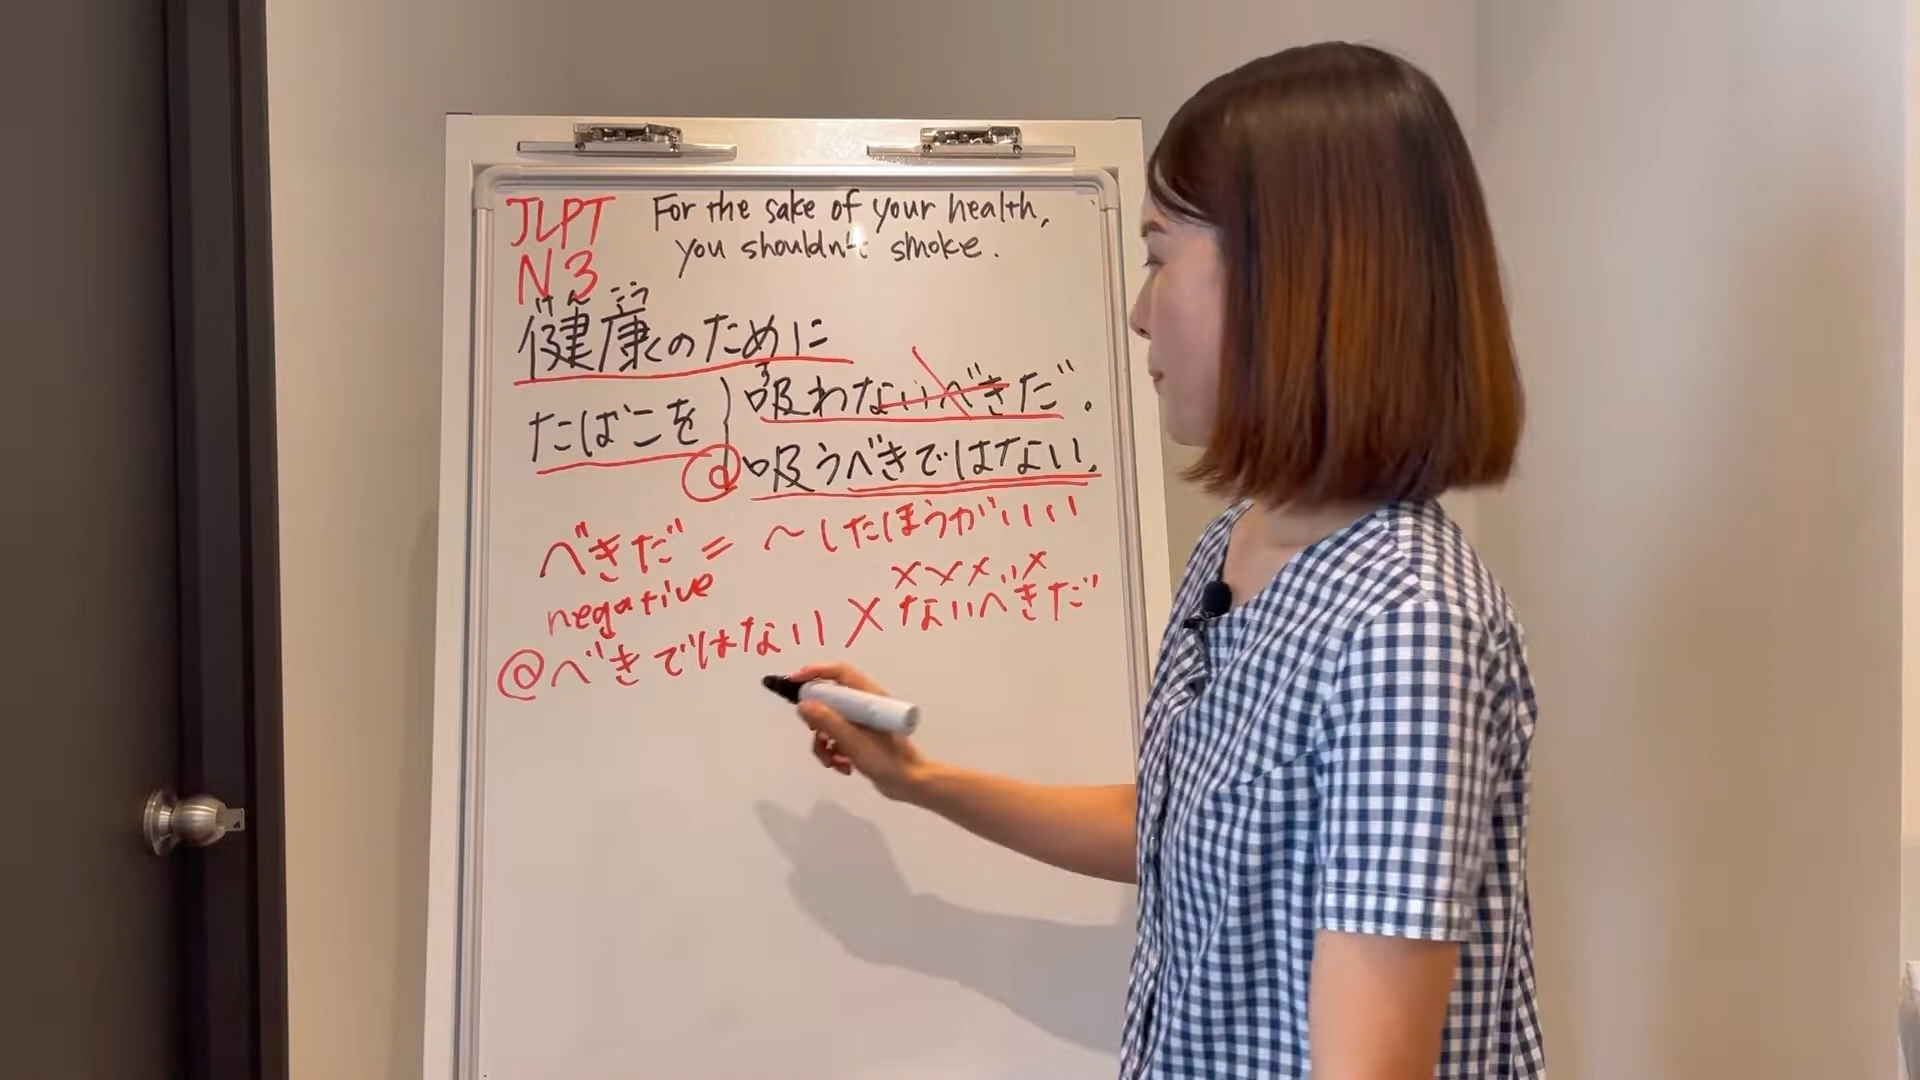 JLPT
N3
For the sake of your health,
you shouldn't smoke.
けん こう
健康のために
たばこを
す
吸わないべきだ.
@ 吸うべきではない.
べきだ = 〜したほうがいい
negative
x x x x
@べきではない X ないべきだ